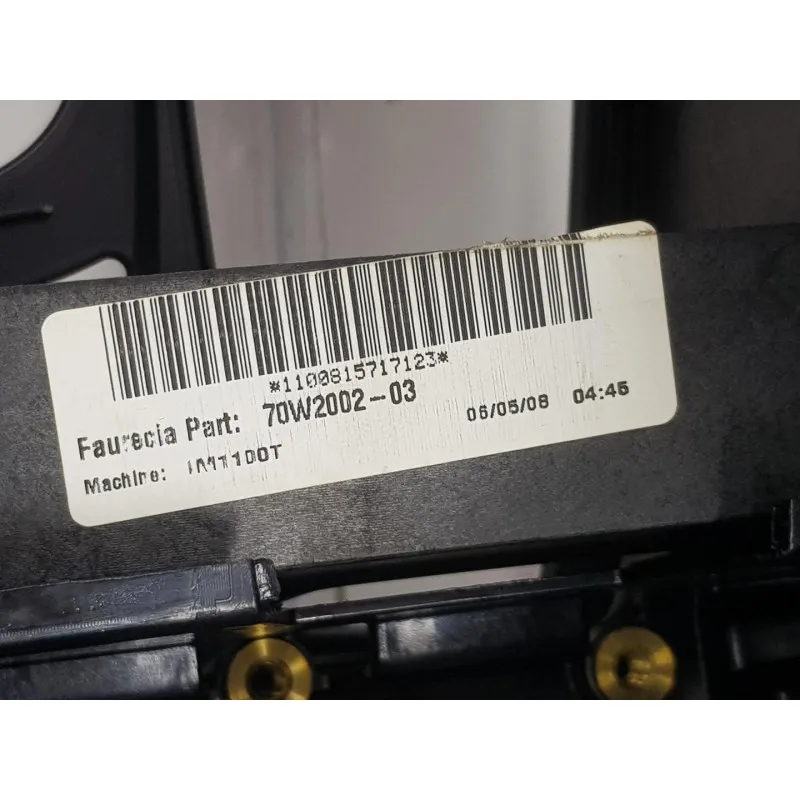 *1100815717123*
Faurecia Part: 70W2002-03 06/05/08 04:45
Machine: IM1100T